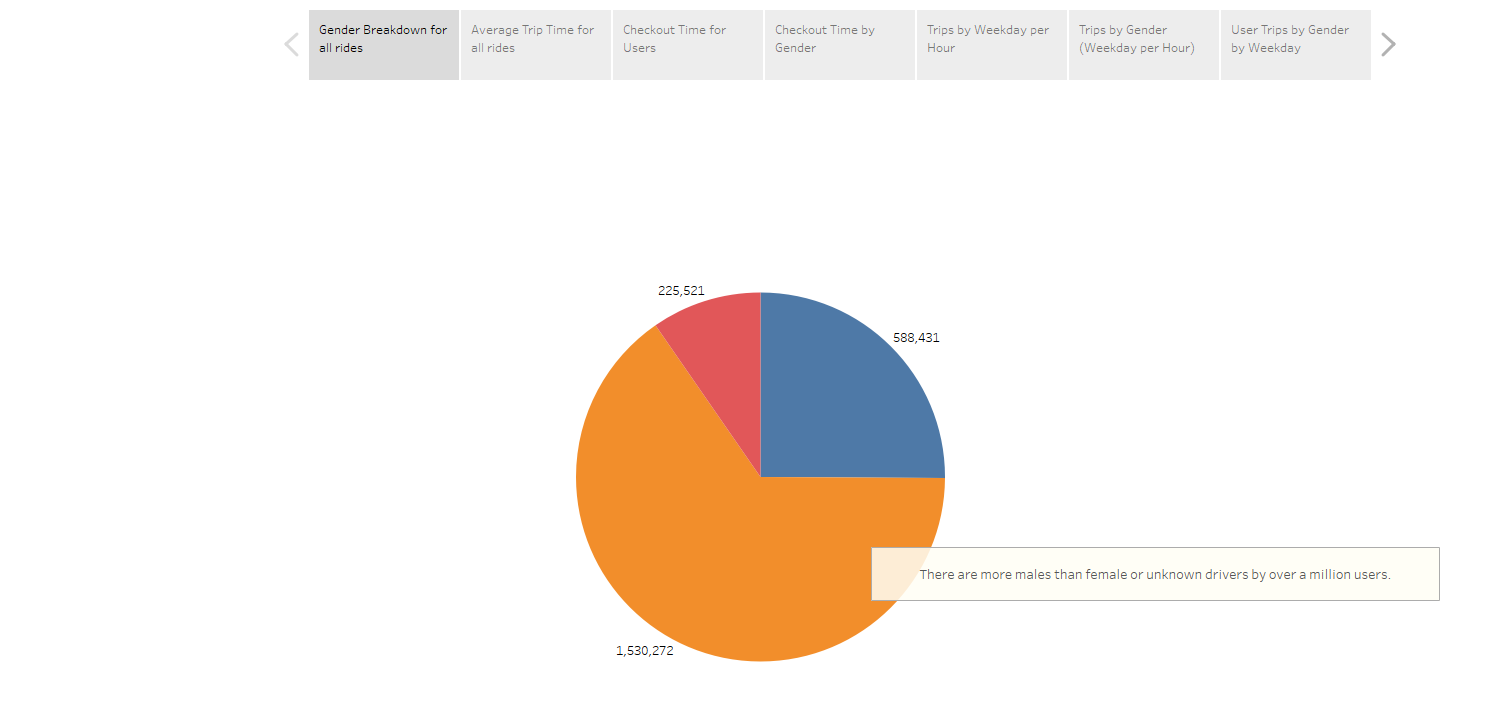 Gender Breakdown for
all rides
Average Trip Time for
all rides
Checkout Time for
Users
Checkout Time by
Gender
Trips by Weekday per
Hour
Trips by Gender
(Weekday per Hour)
User Trips by Gender
by Weekday
225,521
588,431
There are more males than female or unknown drivers by over a million users.
1,530,272